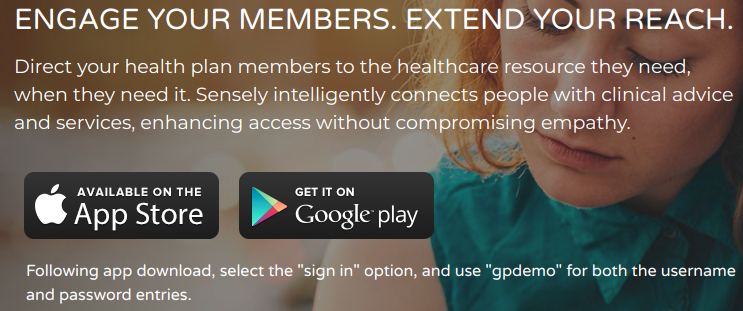 ENGAGE YOUR MEMBERS. EXTEND YOUR REACH.
Direct your health plan members to the healthcare resource they need,
when they need it. Sensely intelligently connects people with clinical advice
and services, enhancing access without compromising empathy.
AVAILABLE ON THE
App Store
GET IT ON
Google play
Following app download, select the "sign in" option, and use "gpdemo" for both the username
and password entries.